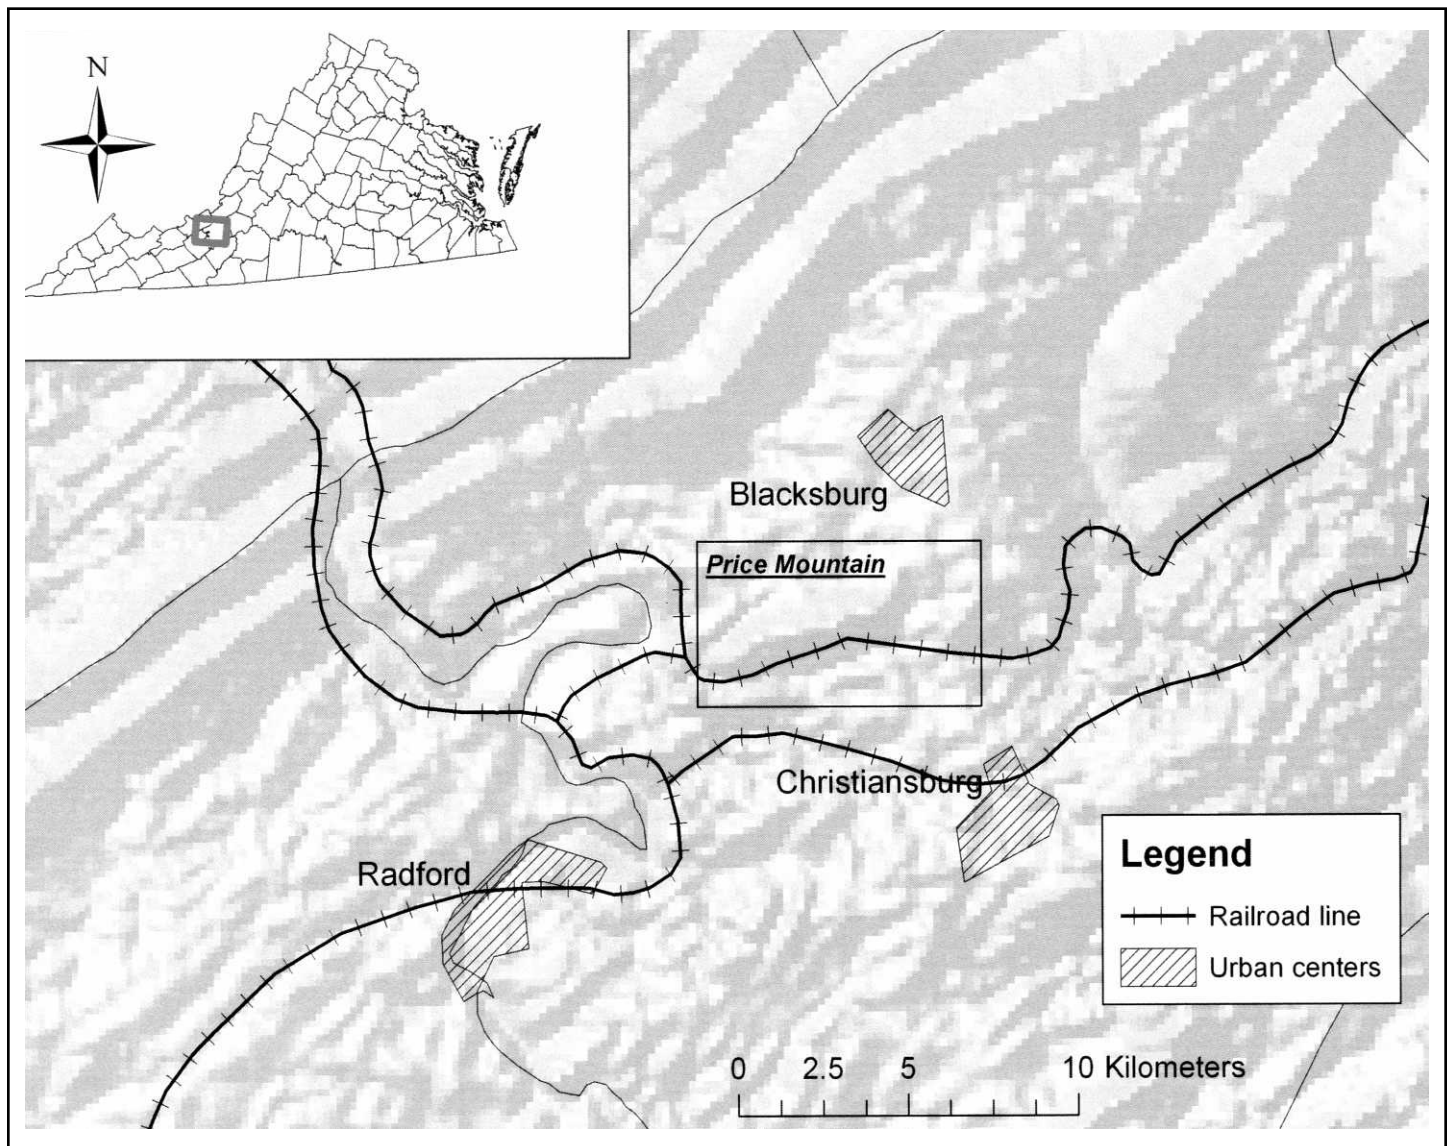 N
Blacksburg
Price Mountain
Christiansburg
Radford
Legend
Railroad line
Urban centers
0 2.5 5 10 Kilometers